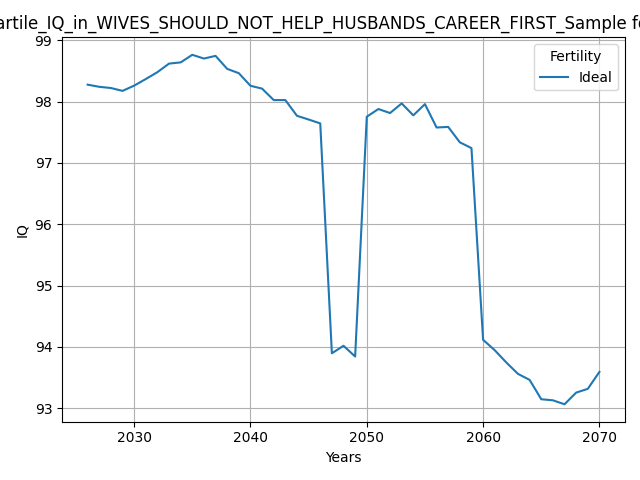 artile_IQ_in_WIVES_SHOULD_NOT_HELP_HUSBANDS_CAREER_FIRST_Sample fo
99
98
97
96
95
94
93
IQ
Fertility
Ideal
2030 2040 2050 2060 2070
Years